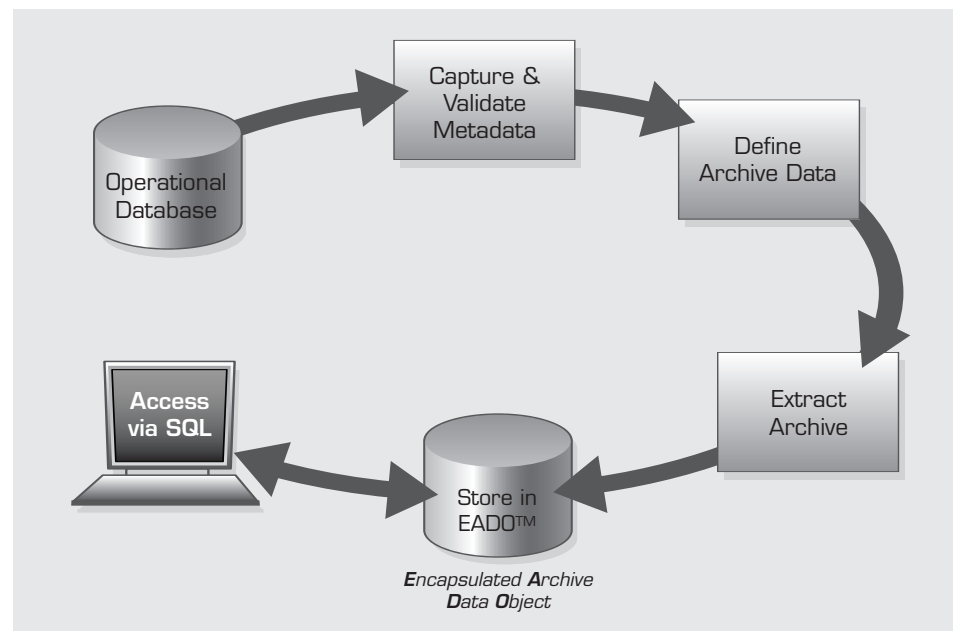 Operational
Database
Capture &
Validate
Metadata
Define
Archive Data
Extract
Archive
Store in
EADO™
Encapsulated Archive
Data Object
Access
via SQL